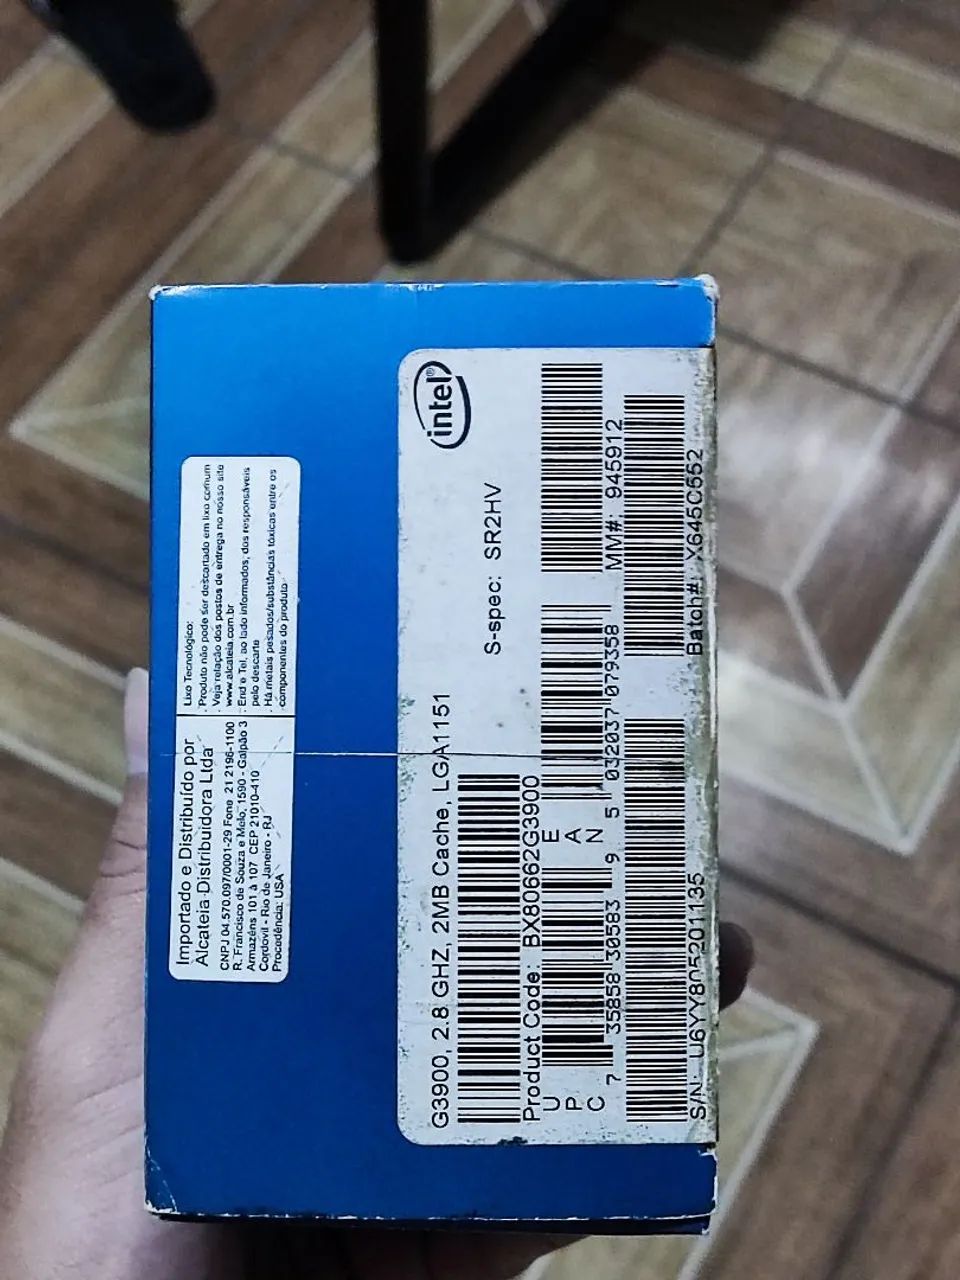 Importado e Distribuído por
Alcateia Distribuidora Ltda
CNPJ 04.570.097/0001-29 Fone 21 2196-1100
R. Francisco de Souza e Melo, 1590 - Galpão 3
Armazéns 101 à 107 CEP 21010-410
Cordovil - Rio de Janeiro - RJ
Procedência: USA
Lixo Tecnológico:
. Produto não pode ser descartado em lixo comum
. Veja relação dos postos de entrega no nosso site
www.alcateia.com.br
. End e Tel, ao lado informados, dos responsáveis
pelo descarte
. Há metais pesados/substâncias tóxicas entre os
componentes do produto
intel®
G3900, 2.8 GHZ, 2MB Cache, LGA1151
S-spec: SR2HV
Product Code: BX80662G3900
UPC
7 35858 30583 9
EAN
5 032037 079358
MM#: 945912
S/N: U6YY805201135
Batch#: X645C552